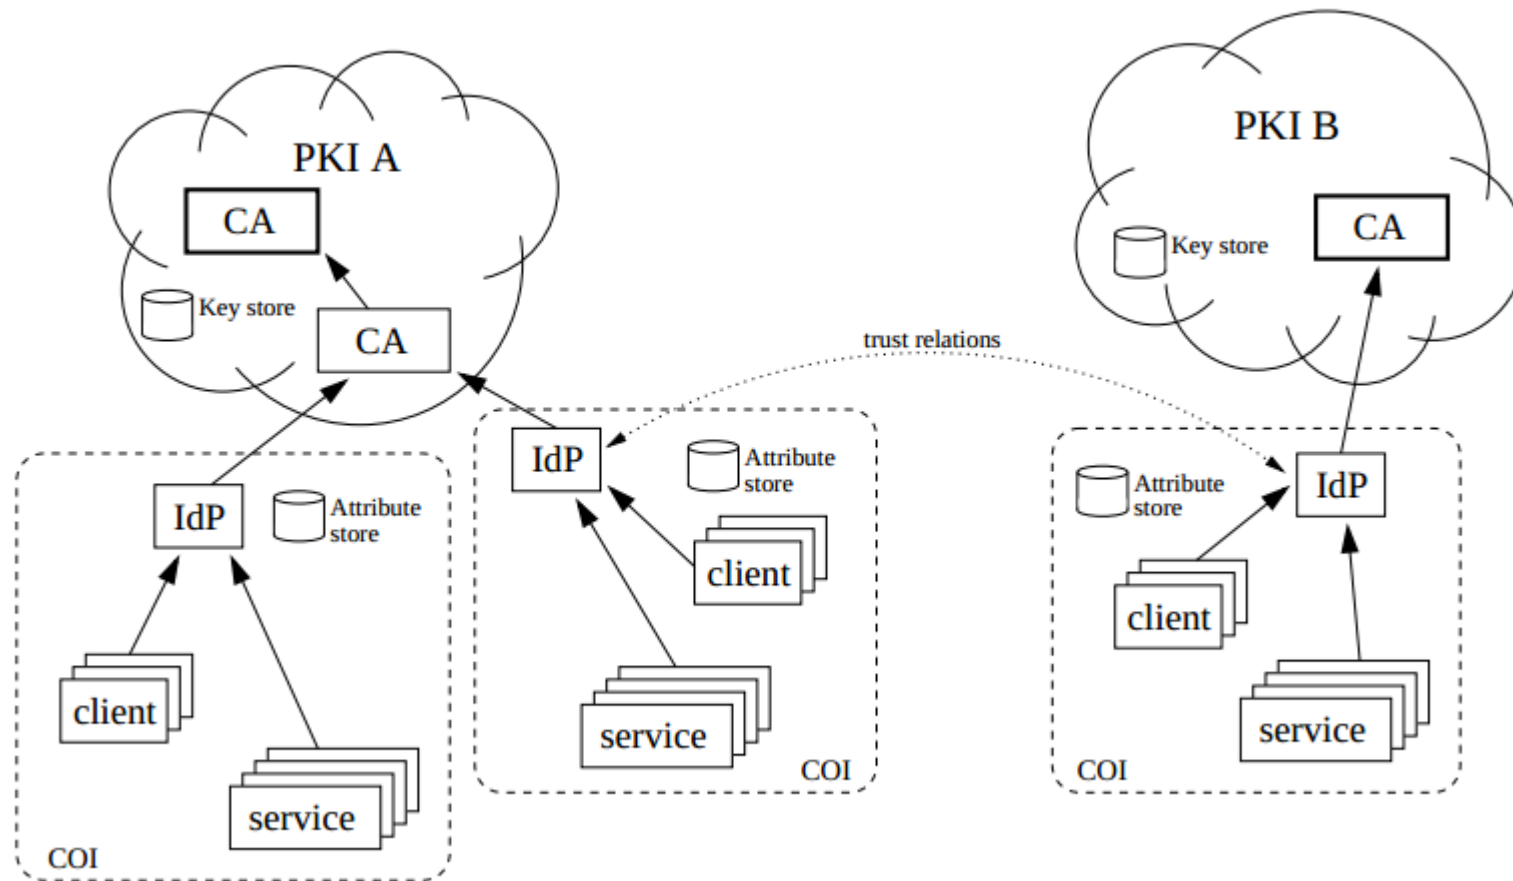 PKI A
CA
Key store
CA
PKI B
CA
Key store
trust relations
IdP
Attribute
store
client
service
COI
IdP
Attribute
store
client
service
COI
IdP
Attribute
store
client
service
COI